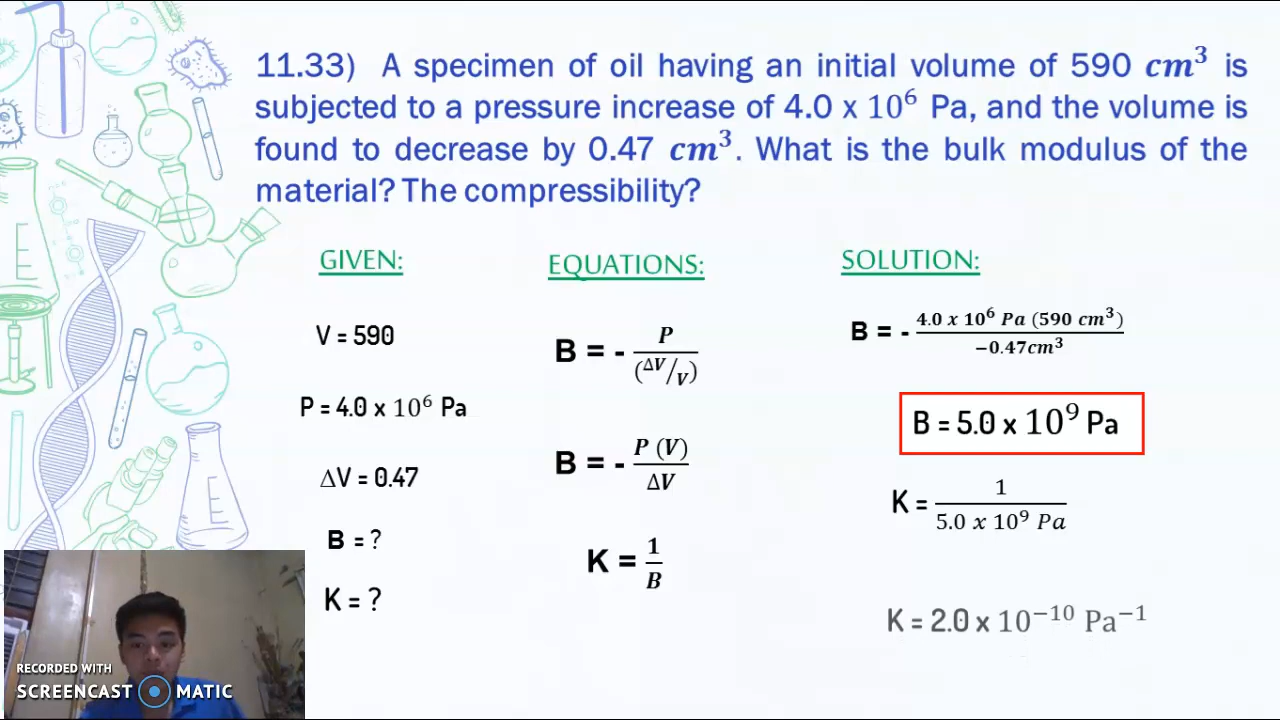 11.33) A specimen of oil having an initial volume of 590 cm³ is
subjected to a pressure increase of 4.0 x 10⁶ Pa, and the volume is
found to decrease by 0.47 cm³. What is the bulk modulus of the
material? The compressibility?
GIVEN:
V = 590
P = 4.0 x 10⁶ Pa
ΔV = 0.47
B = ?
K = ?
EQUATIONS:
B = - P / (ΔV/V)
B = - P (V) / ΔV
K = 1 / B
SOLUTION:
B = - 4.0 x 10⁶ Pa (590 cm³) / -0.47cm³
B = 5.0 x 10⁹ Pa
K = 1 / 5.0 x 10⁹ Pa
K = 2.0 x 10⁻¹⁰ Pa⁻¹
RECORDED WITH
SCREENCAST MATIC